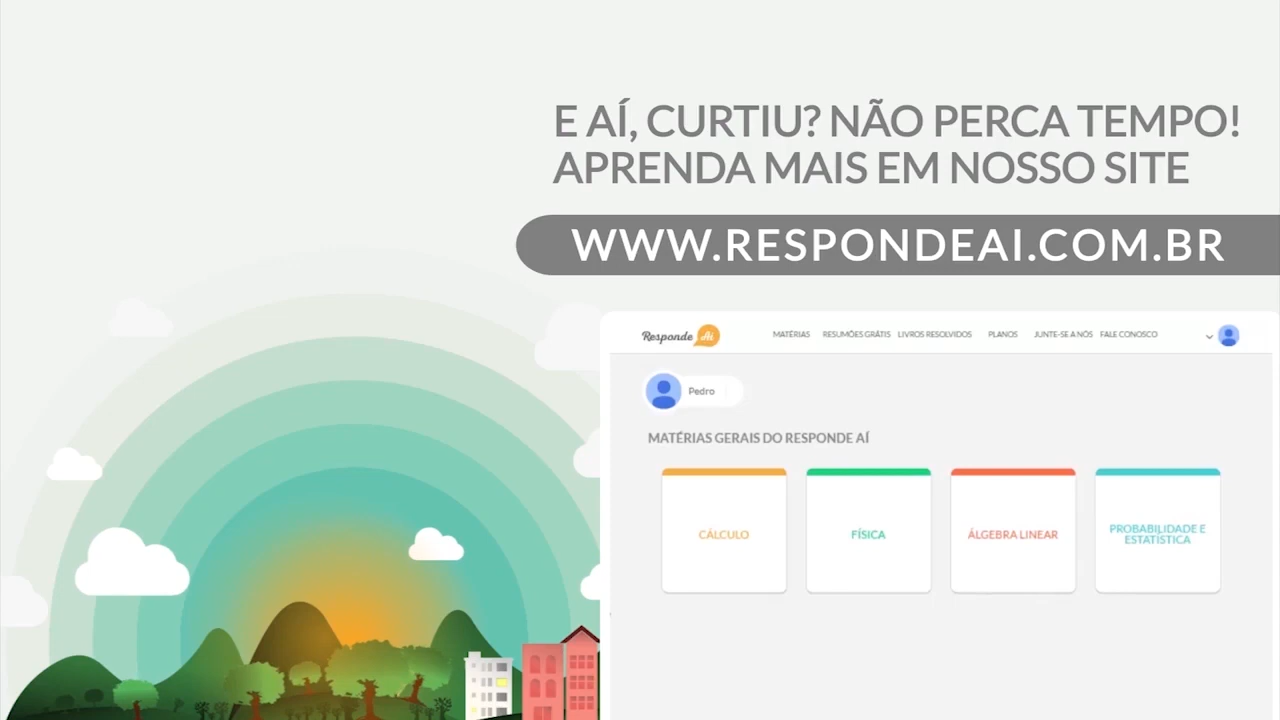 E AÍ, CURTIU? NÃO PERCA TEMPO!
APRENDA MAIS EM NOSSO SITE
WWW.RESPONDEAI.COM.BR
Responde Aí
MATÉRIAS RESUMÕES GRÁTIS LIVROS RESOLVIDOS PLANOS JUNTE-SE A NÓS FALE CONOSCO
Pedro
MATÉRIAS GERAIS DO RESPONDE AÍ
CÁLCULO
FÍSICA
ÁLGEBRA LINEAR
PROBABILIDADE E
ESTATÍSTICA